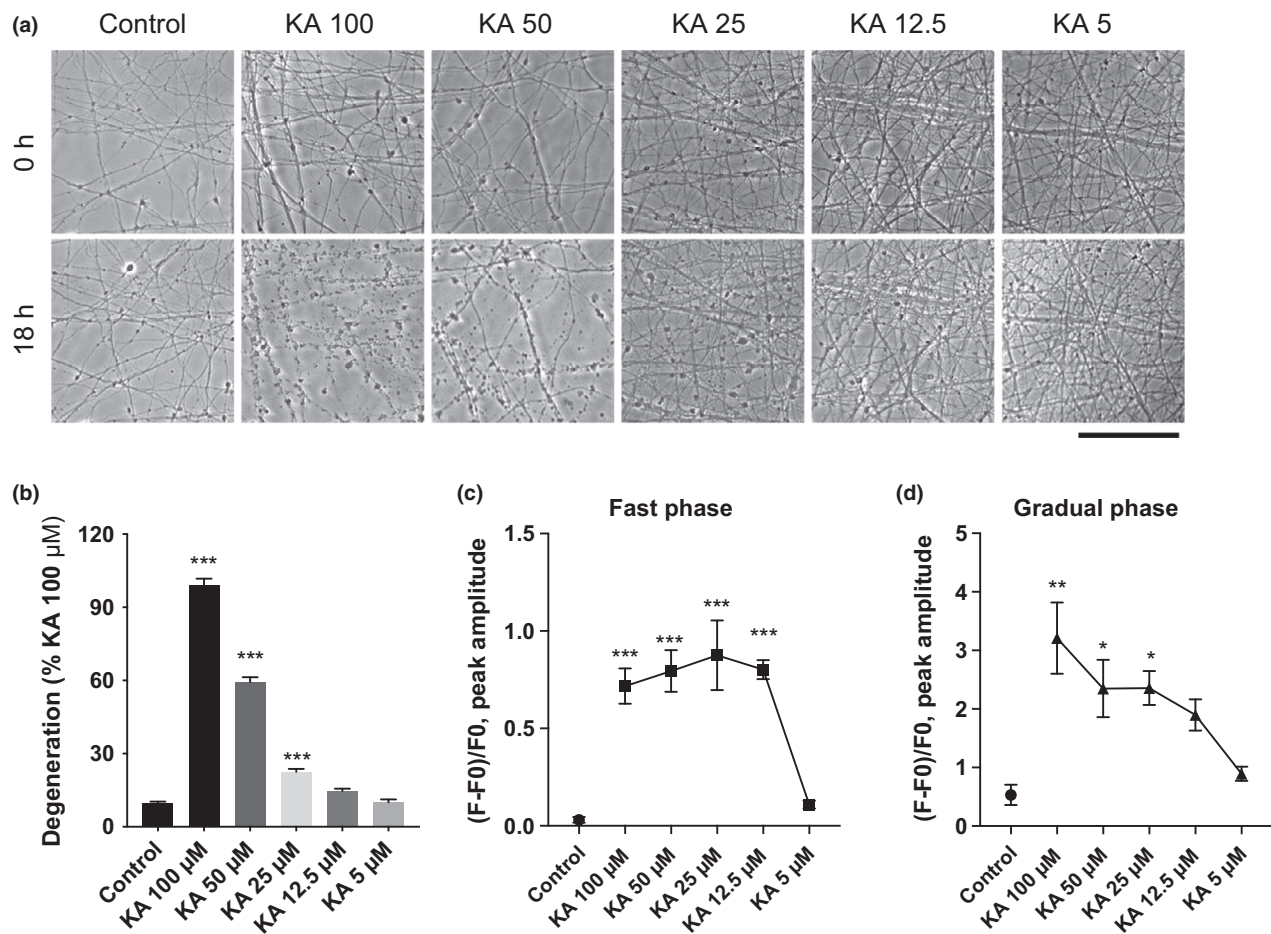 (a)
Control KA 100 KA 50 KA 25 KA 12.5 KA 5
0 h
18 h
(b)
Degeneration (% KA 100 µM)
120
90
60
30
0
*** *** ***
Control KA 100 µM KA 50 µM KA 25 µM KA 12.5 µM KA 5 µM
(c)
Fast phase
(F-F0)/F0, peak amplitude
1.5
1.0
0.5
0.0
*** *** *** ***
Control KA 100 µM KA 50 µM KA 25 µM KA 12.5 µM KA 5 µM
(d)
Gradual phase
(F-F0)/F0, peak amplitude
5
4
3
2
1
0
** * *
Control KA 100 µM KA 50 µM KA 25 µM KA 12.5 µM KA 5 µM